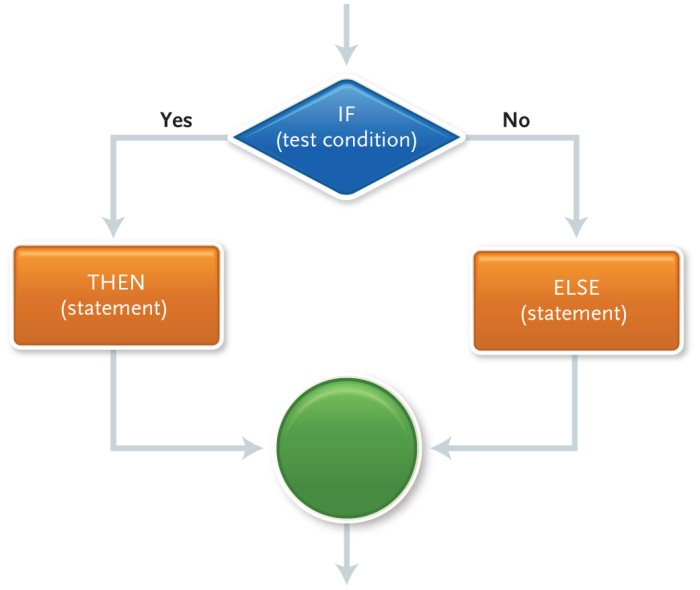 IF
(test condition)
Yes
No
THEN
(statement)
ELSE
(statement)